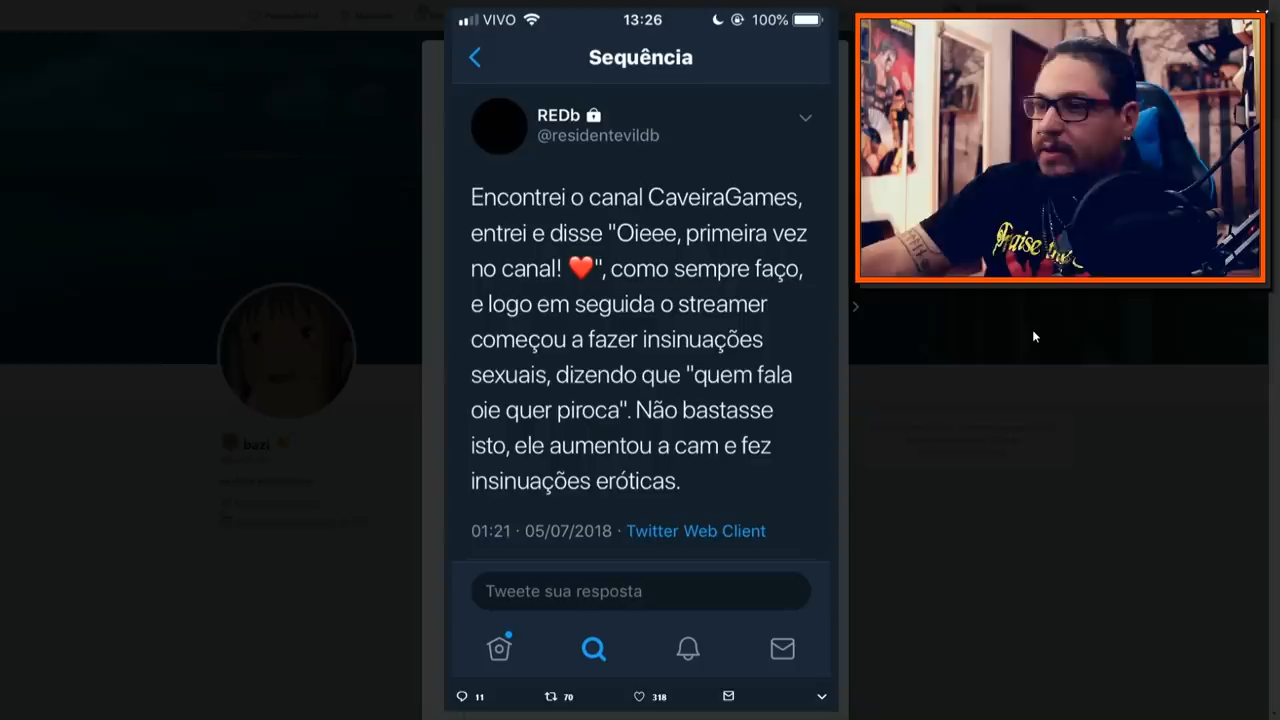 VIVO 13:26 100%
Sequência
REDb
@residentevildb
Encontrei o canal CaveiraGames,
entrei e disse "Oieee, primeira vez
no canal! ❤️", como sempre faço,
e logo em seguida o streamer
começou a fazer insinuações
sexuais, dizendo que "quem fala
oie quer piroca". Não bastasse
isto, ele aumentou a cam e fez
insinuações eróticas.
01:21 · 05/07/2018 · Twitter Web Client
Tweete sua resposta
11 70 318
bazi
Praise the